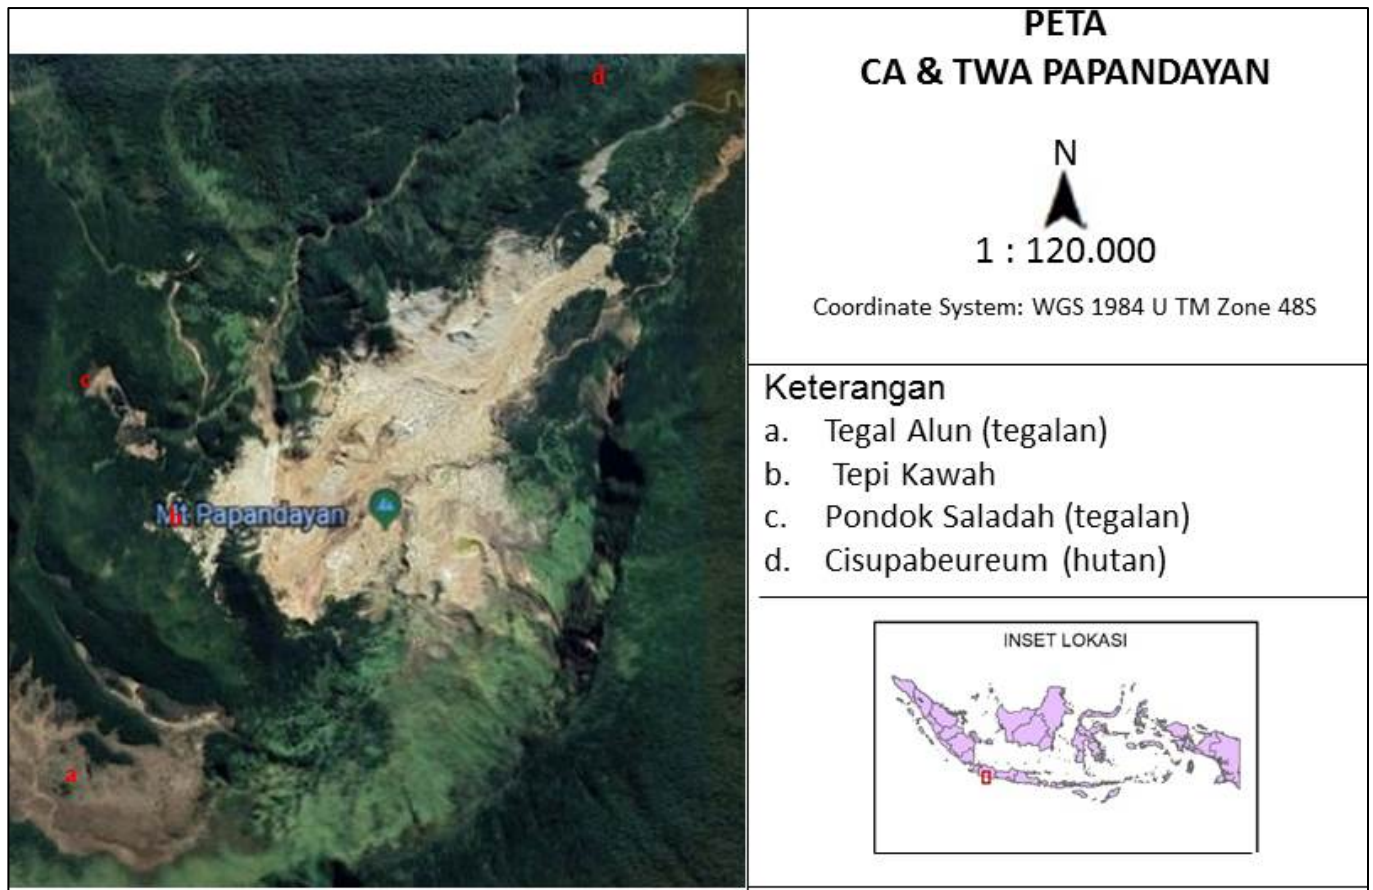 PETA
CA & TWA PAPANDAYAN
N
1 : 120.000
Coordinate System: WGS 1984 U TM Zone 48S
Keterangan
a. Tegal Alun (tegalan)
b. Tepi Kawah
c. Pondok Saladah (tegalan)
d. Cisupabeureum (hutan)
INSET LOKASI
d
c
Mt Papandayan
b
a